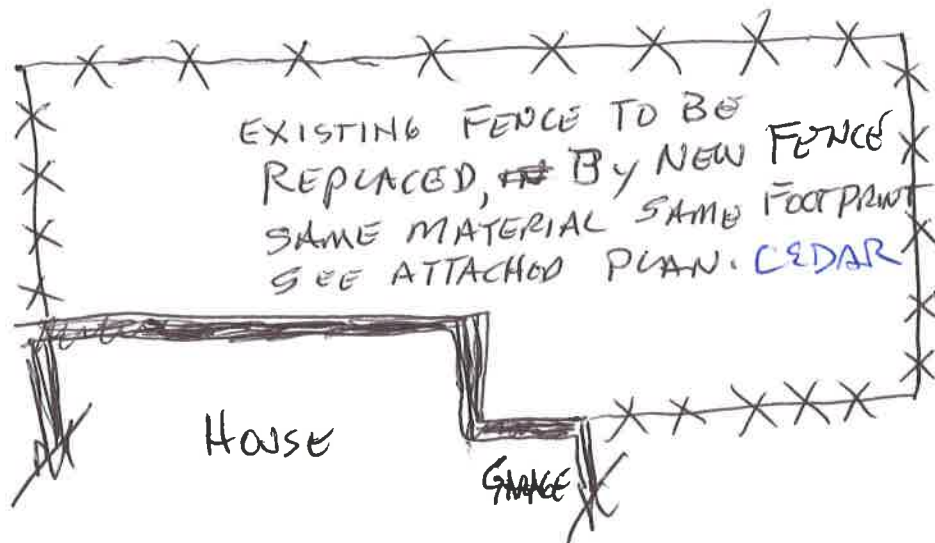 EXISTING FENCE TO BE
REPLACED, BY NEW FENCE
SAME MATERIAL SAME FOOTPRINT
SEE ATTACHED PLAN. CEDAR
HOUSE
GARAGE